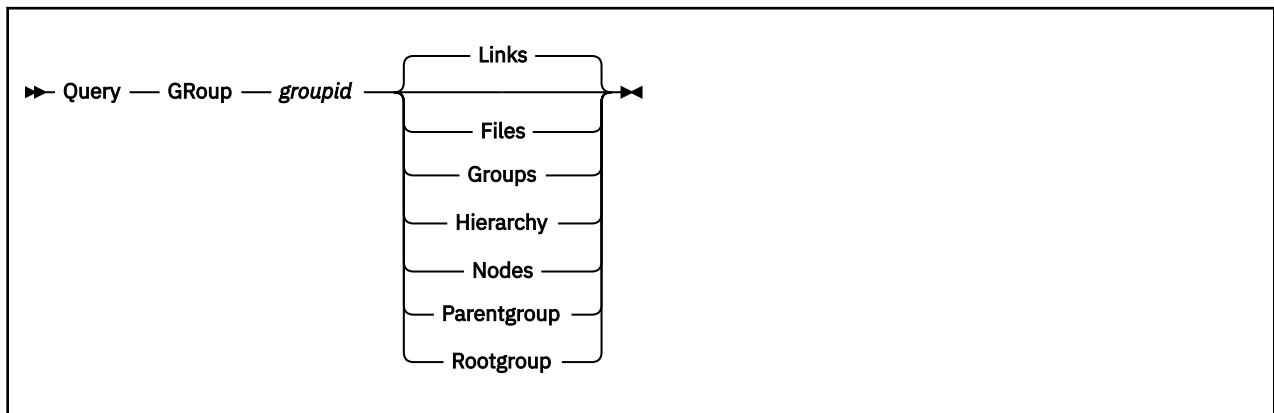 Links
Query GRoup groupid
Files
Groups
Hierarchy
Nodes
Parentgroup
Rootgroup